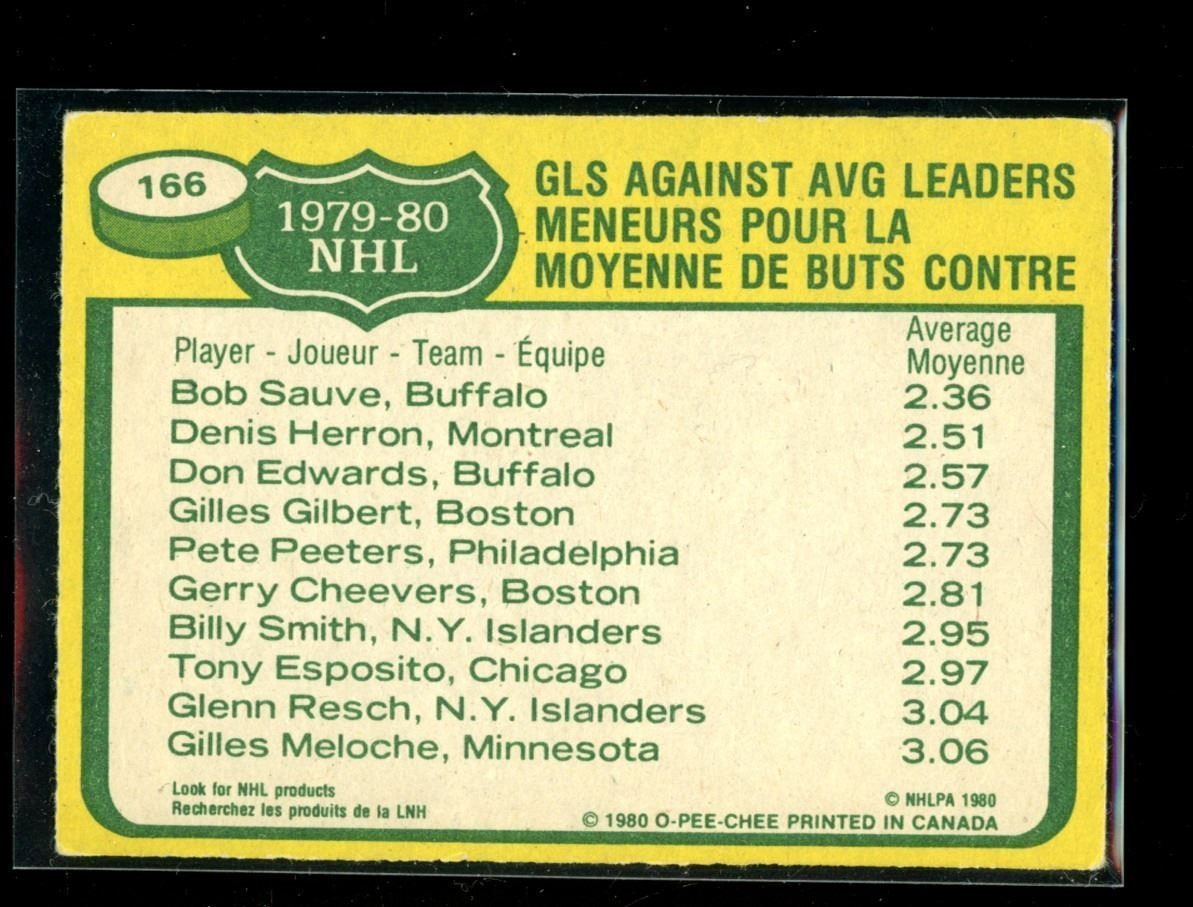 166
1979-80
NHL
GLS AGAINST AVG LEADERS
MENEURS POUR LA
MOYENNE DE BUTS CONTRE
Player - Joueur - Team - Équipe Average
Moyenne
Bob Sauve, Buffalo 2.36
Denis Herron, Montreal 2.51
Don Edwards, Buffalo 2.57
Gilles Gilbert, Boston 2.73
Pete Peeters, Philadelphia 2.73
Gerry Cheevers, Boston 2.81
Billy Smith, N.Y. Islanders 2.95
Tony Esposito, Chicago 2.97
Glenn Resch, N.Y. Islanders 3.04
Gilles Meloche, Minnesota 3.06
Look for NHL products
Recherchez les produits de la LNH
© NHLPA 1980
© 1980 O-PEE-CHEE PRINTED IN CANADA